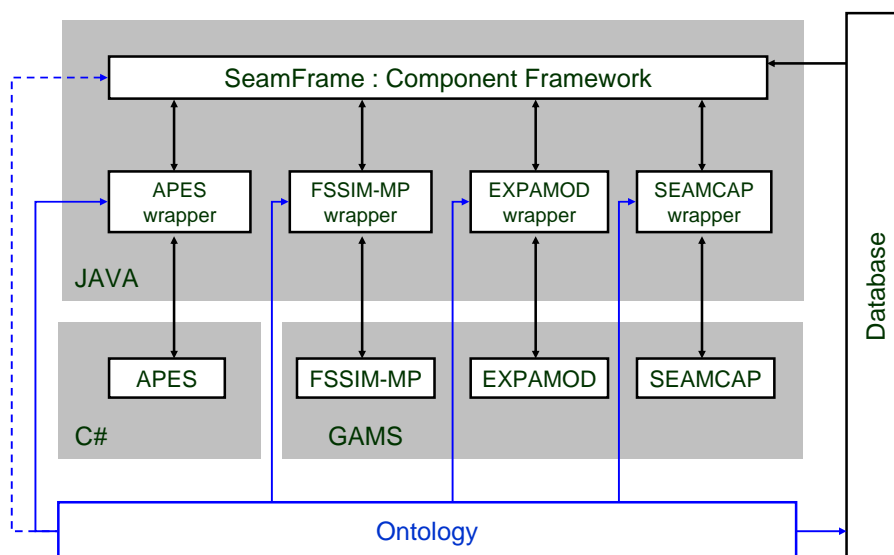 SeamFrame : Component Framework
APES
wrapper
FSSIM-MP
wrapper
EXPAMOD
wrapper
SEAMCAP
wrapper
JAVA
Database
APES
FSSIM-MP
EXPAMOD
SEAMCAP
C#
GAMS
Ontology